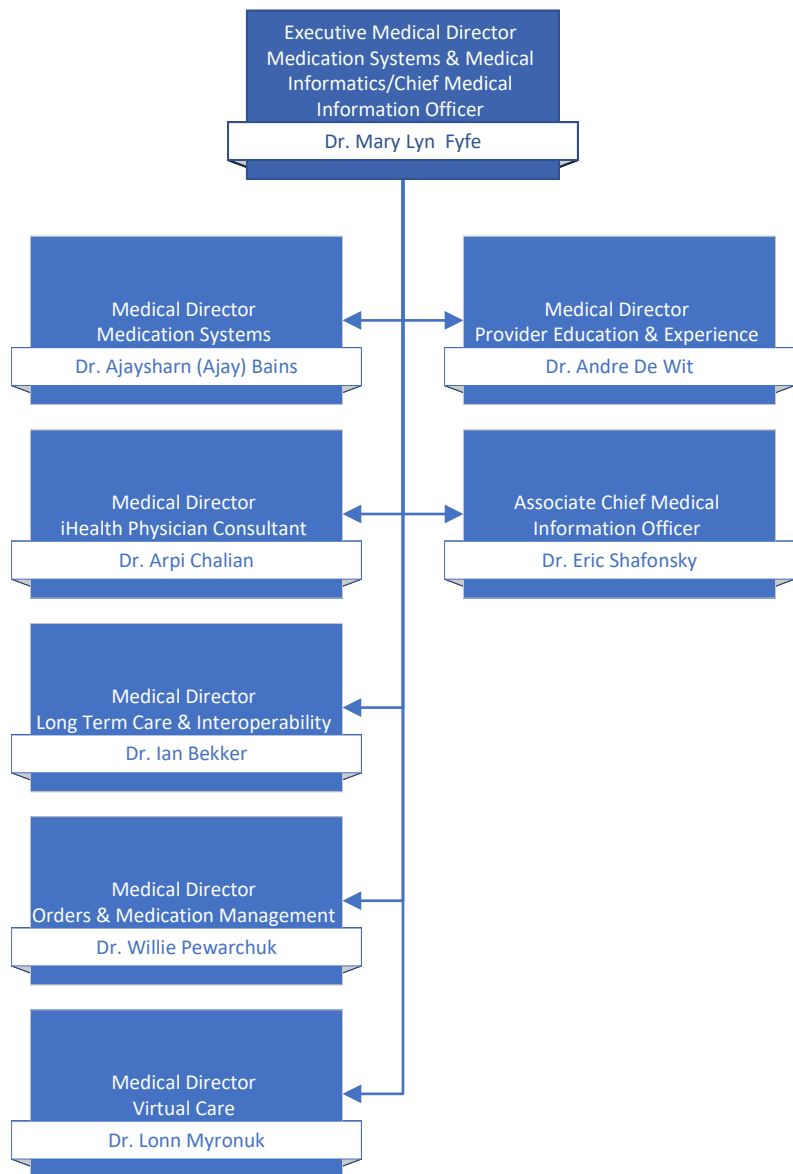 Executive Medical Director
Medication Systems & Medical
Informatics/Chief Medical
Information Officer
Dr. Mary Lyn Fyfe
Medical Director
Medication Systems
Dr. Ajaysharn (Ajay) Bains
Medical Director
Provider Education & Experience
Dr. Andre De Wit
Medical Director
iHealth Physician Consultant
Dr. Arpi Chalian
Associate Chief Medical
Information Officer
Dr. Eric Shafonsky
Medical Director
Long Term Care & Interoperability
Dr. Ian Bekker
Medical Director
Orders & Medication Management
Dr. Willie Pewarchuk
Medical Director
Virtual Care
Dr. Lonn Myronuk